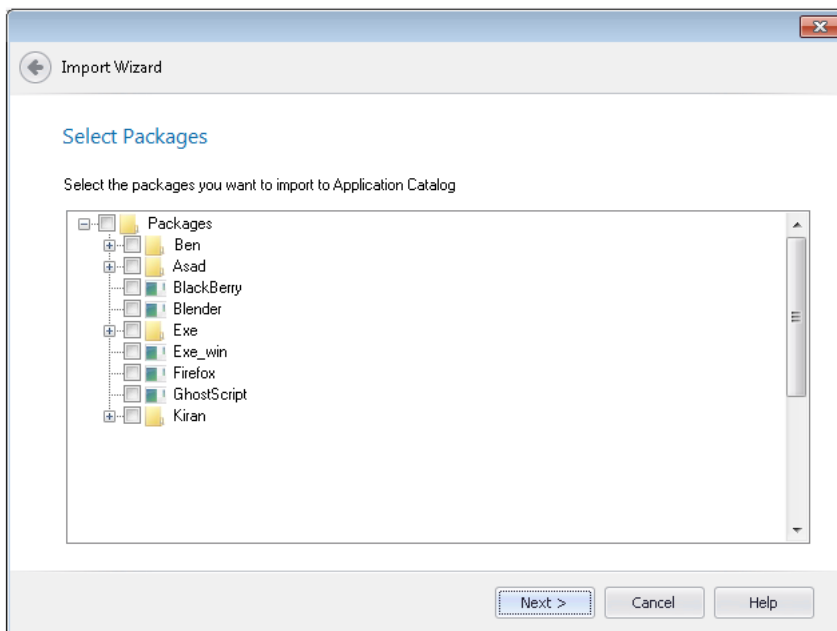 Import Wizard
Select Packages
Select the packages you want to import to Application Catalog
Packages
Ben
Asad
BlackBerry
Blender
Exe
Exe_win
Firefox
GhostScript
Kiran
Next > Cancel Help